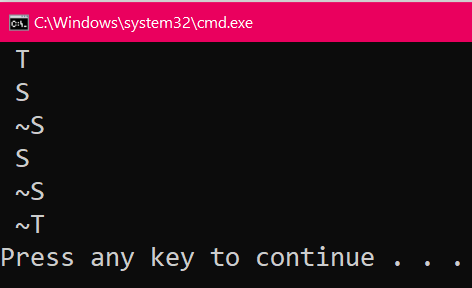 C:\Windows\system32\cmd.exe
T
S
~S
S
~S
~T
Press any key to continue . . .